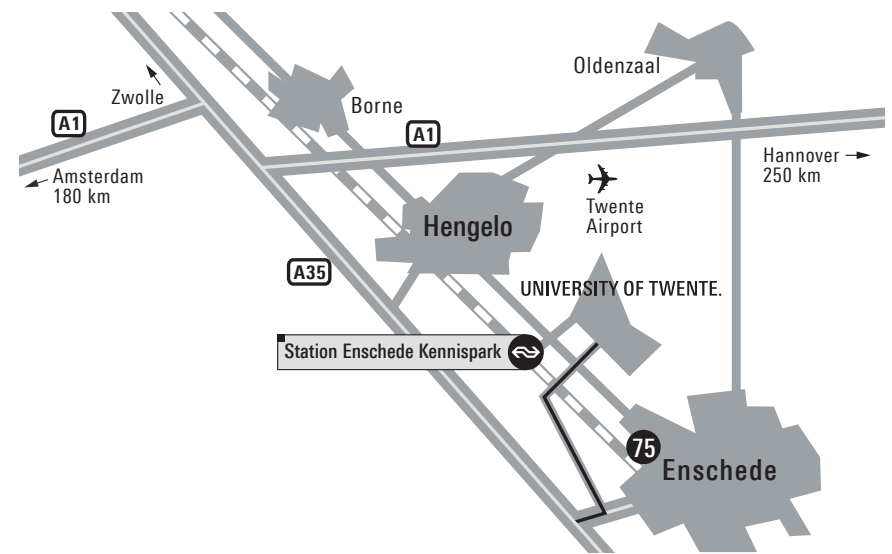 Oldenzaal
Zwolle
Borne
A1
A1
Hannover
250 km
Amsterdam
180 km
Twente
Airport
Hengelo
A35
UNIVERSITY OF TWENTE.
Station Enschede Kennispark
75
Enschede